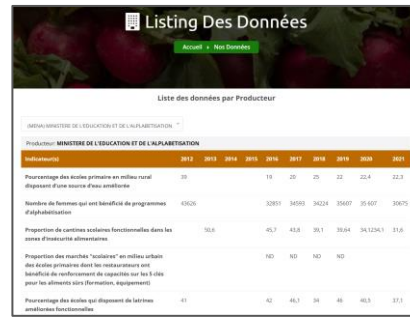 Listing Des Données
Accueil » Nos Données
Liste des données par Producteur
(MENA) MINISTERE DE L'EDUCATION ET DE L'ALPLABETISATION
Producteur: MINISTERE DE L'EDUCATION ET DE L'ALPLABETISATION
Indicateur(s) 2012 2013 2014 2015 2016 2017 2018 2019 2020 2021
Pourcentage des écoles primaire en milieu rural 39 19 20 25 22 22,4 22,3
disposant d'une source d'eau améliorée
Nombre de femmes qui ont bénéficié de programmes 43626 32851 34593 34224 35607 35 607 30675
d'alphabétisation
Proportion de cantines scolaires fonctionnelles dans les 50,6 45,7 43,8 39,1 39,64 34,1234.1 31,6
zones d'insécurité alimentaires
Proportion des marchés "scolaires" en milieu urbain ND ND ND ND
des écoles primaires dont les restaurateurs ont
bénéficié de renforcement de capacités sur les 5 clés
pour les aliments sûrs (formation, équipement)
Pourcentage des écoles qui disposent de latrines 41 42 46,1 34 46 40,5 37,1
améliorées fonctionnelles